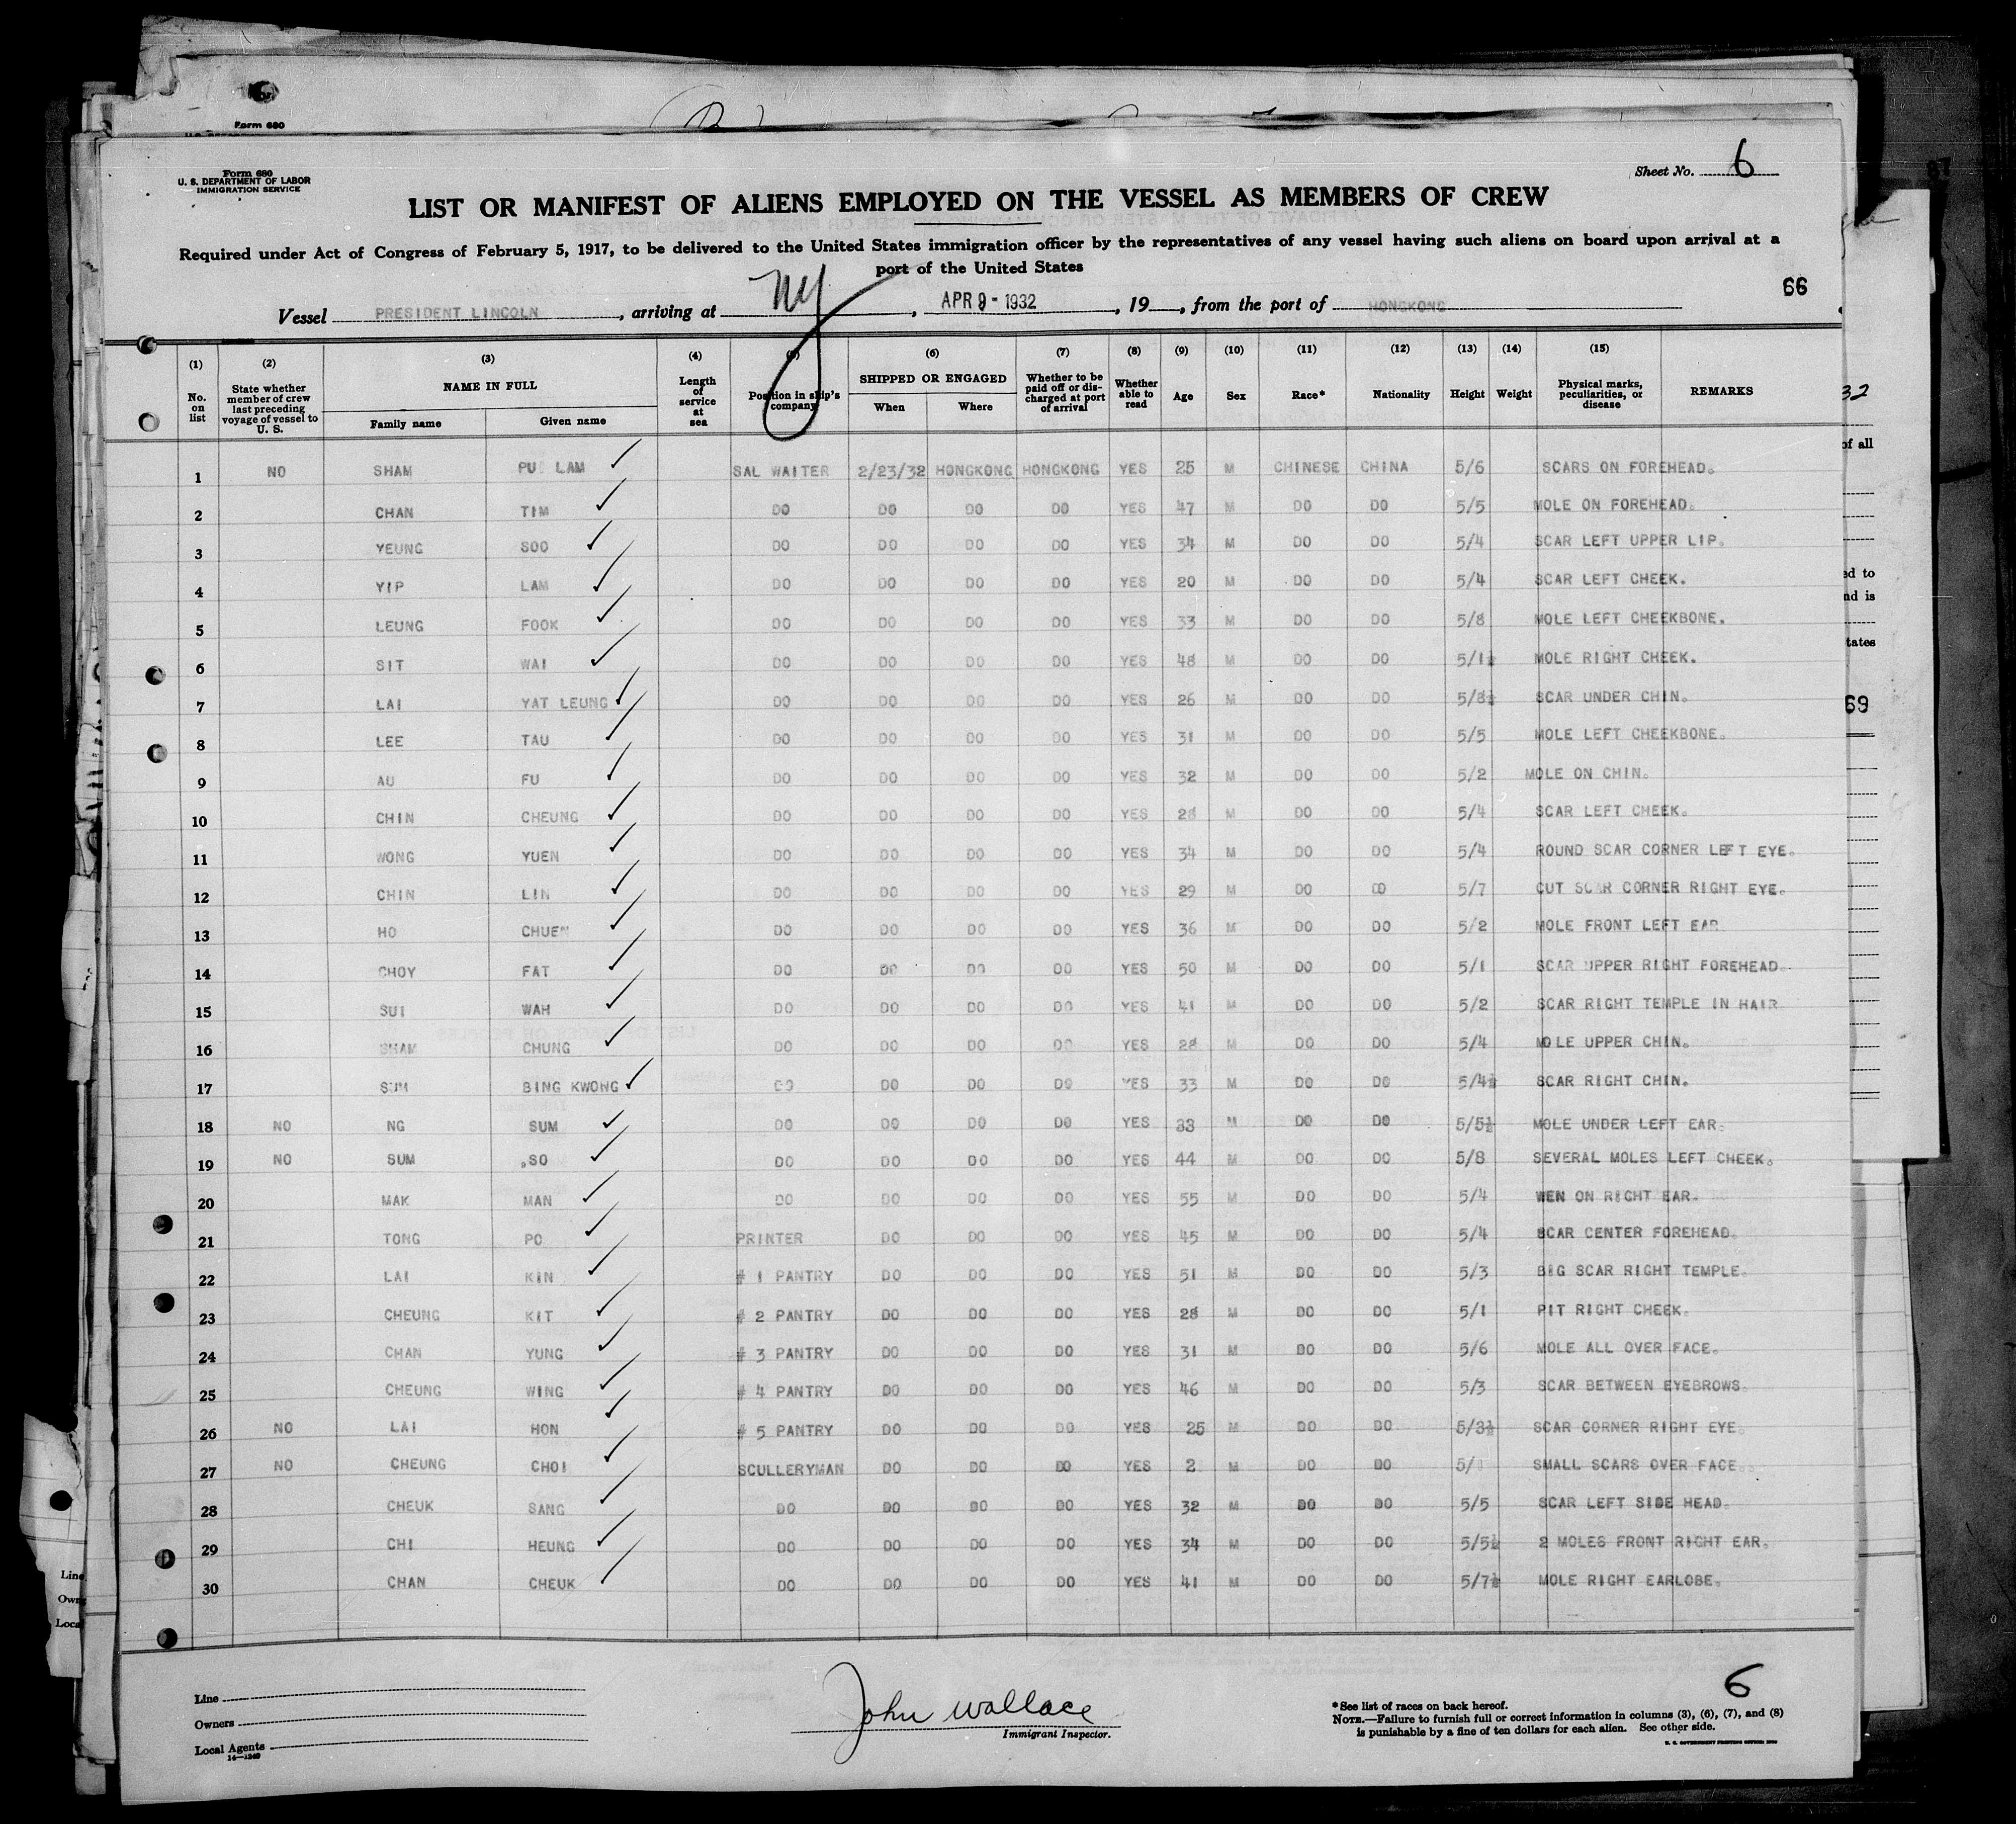 Form 680
Form 680
U. S. DEPARTMENT OF LABOR
IMMIGRATION SERVICE
Sheet No. 6
LIST OR MANIFEST OF ALIENS EMPLOYED ON THE VESSEL AS MEMBERS OF CREW
Required under Act of Congress of February 5, 1917, to be delivered to the United States immigration officer by the representatives of any vessel having such aliens on board upon arrival at a
port of the United States
66
Vessel PRESIDENT LINCOLN, arriving at NY, APR 9 - 1932, 19, from the port of HONGKONG
(1) No. on list (2) State whether member of crew last preceding voyage of vessel to U. S. (3) NAME IN FULL Family name Given name (4) Length of service at sea (5) Position in ship's company (6) SHIPPED OR ENGAGED When Where (7) Whether to be paid off or discharged at port of arrival (8) Whether able to read (9) Age (10) Sex (11) Race* (12) Nationality (13) Height (14) Weight (15) Physical marks, peculiarities, or disease REMARKS
1 NO SHAM PUI LAM SAL WAITER 2/23/32 HONGKONG HONGKONG YES 25 M CHINESE CHINA 5/6 SCARS ON FOREHEAD.
2 CHAN TIM DO DO DO DO YES 47 M DO DO 5/5 MOLE ON FOREHEAD.
3 YEUNG SOO DO DO DO DO YES 34 M DO DO 5/4 SCAR LEFT UPPER LIP.
4 YIP LAM DO DO DO DO YES 20 M DO DO 5/4 SCAR LEFT CHEEK.
5 LEUNG FOOK DO DO DO DO YES 33 M DO DO 5/8 MOLE LEFT CHEEKBONE.
6 SIT WAI DO DO DO DO YES 48 M DO DO 5/1½ MOLE RIGHT CHEEK.
7 LAI YAT LEUNG DO DO DO DO YES 26 M DO DO 5/8½ SCAR UNDER CHIN.
8 LEE TAU DO DO DO DO YES 31 M DO DO 5/5 MOLE LEFT CHEEKBONE.
9 AU FU DO DO DO DO YES 32 M DO DO 5/2 MOLE ON CHIN.
10 CHIN CHEUNG DO DO DO DO YES 28 M DO DO 5/4 SCAR LEFT CHEEK.
11 WONG YUEN DO DO DO DO YES 34 M DO DO 5/4 ROUND SCAR CORNER LEFT EYE.
12 CHIN LIN DO DO DO DO YES 29 M DO DO 5/7 CUT SCAR CORNER RIGHT EYE.
13 HO CHUEN DO DO DO DO YES 36 M DO DO 5/2 MOLE FRONT LEFT EAR
14 CHOY FAT DO DO DO DO YES 50 M DO DO 5/1 SCAR UPPER RIGHT FOREHEAD.
15 SUI WAH DO DO DO DO YES 41 M DO DO 5/2 SCAR RIGHT TEMPLE IN HAIR
16 SHAM CHUNG DO DO DO DO YES 28 M DO DO 5/4 MOLE UPPER CHIN.
17 SUM BING KWONG DO DO DO DO YES 33 M DO DO 5/4½ SCAR RIGHT CHIN.
18 NO NG SUM DO DO DO DO YES 33 M DO DO 5/5½ MOLE UNDER LEFT EAR.
19 NO SUM SO DO DO DO DO YES 44 M DO DO 5/8 SEVERAL MOLES LEFT CHEEK.
20 MAK MAN DO DO DO DO YES 55 M DO DO 5/4 WEN ON RIGHT EAR.
21 TONG PO PRINTER DO DO DO YES 45 M DO DO 5/4 SCAR CENTER FOREHEAD.
22 LAI KIN # 1 PANTRY DO DO DO YES 51 M DO DO 5/3 BIG SCAR RIGHT TEMPLE.
23 CHEUNG KIT # 2 PANTRY DO DO DO YES 28 M DO DO 5/1 PIT RIGHT CHEEK.
24 CHAN YUNG # 3 PANTRY DO DO DO YES 31 M DO DO 5/6 MOLE ALL OVER FACE.
25 CHEUNG WING # 4 PANTRY DO DO DO YES 46 M DO DO 5/3 SCAR BETWEEN EYEBROWS.
26 NO LAI HON # 5 PANTRY DO DO DO YES 25 M DO DO 5/3½ SCAR CORNER RIGHT EYE.
27 NO CHEUNG CHOI SCULLERYMAN DO DO DO YES 2 M DO DO 5/ SMALL SCARS OVER FACE.
28 CHEUK SANG DO DO DO DO YES 32 M DO DO 5/5 SCAR LEFT SIDE HEAD.
29 CHI HEUNG DO DO DO DO YES 34 M DO DO 5/5½ 2 MOLES FRONT RIGHT EAR.
30 CHAN CHEUK DO DO DO DO YES 41 M DO DO 5/7½ MOLE RIGHT EARLOBE.
Line
Owners
Local Agents
14—1240
John Wallace
Immigrant Inspector.
6
*See list of races on back hereof.
NOTE.—Failure to furnish full or correct information in columns (3), (6), (7), and (8)
is punishable by a fine of ten dollars for each alien. See other side.
U. S. GOVERNMENT PRINTING OFFICE
32
of all
ed to
nd is
tates
69
Line
Own
Local